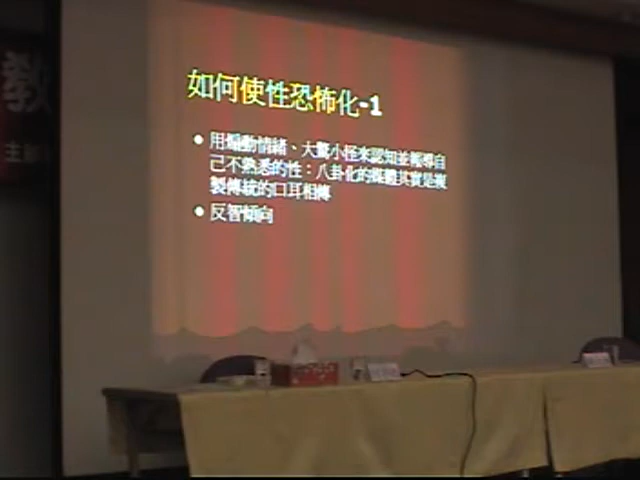 如何使性恐怖化-1
用煽動情緒、大驚小怪來認知並報導自
己不熟悉的性：八卦化的媒體其實是複
製傳統的口耳相傳
反智傾向
教
主